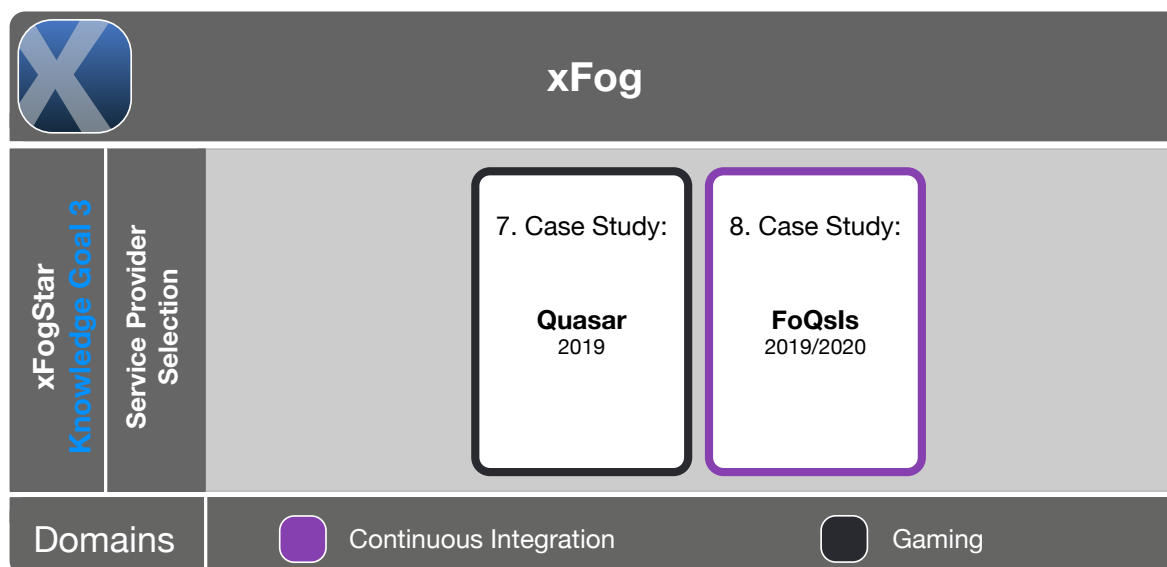 xFog
xFogStar
Knowledge Goal 3
Service Provider
Selection
7. Case Study:
Quasar
2019
8. Case Study:
FoQsIs
2019/2020
Domains
Continuous Integration
Gaming